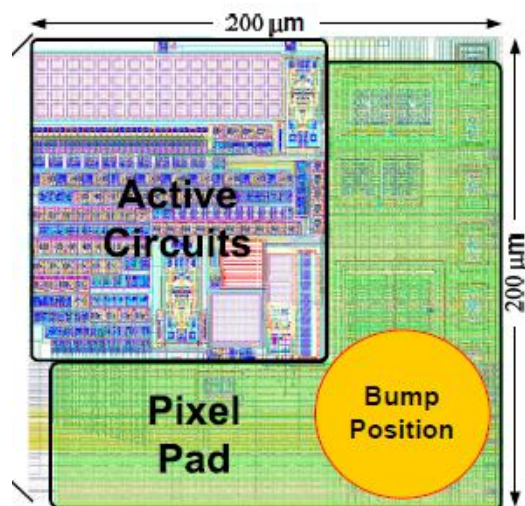 200 μm
Active
Circuits
200 μm
Pixel
Pad
Bump
Position